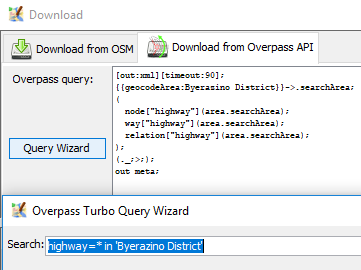 Download
Download from OSM
Download from Overpass API
Overpass query:
[out:xml][timeout:90];
{{geocodeArea:Byerazino District}}->.searchArea;
(
node["highway"](area.searchArea);
way["highway"](area.searchArea);
relation["highway"](area.searchArea);
);
(._;>;);
out meta;
Query Wizard
Overpass Turbo Query Wizard
Search: highway=* in 'Byerazino District'